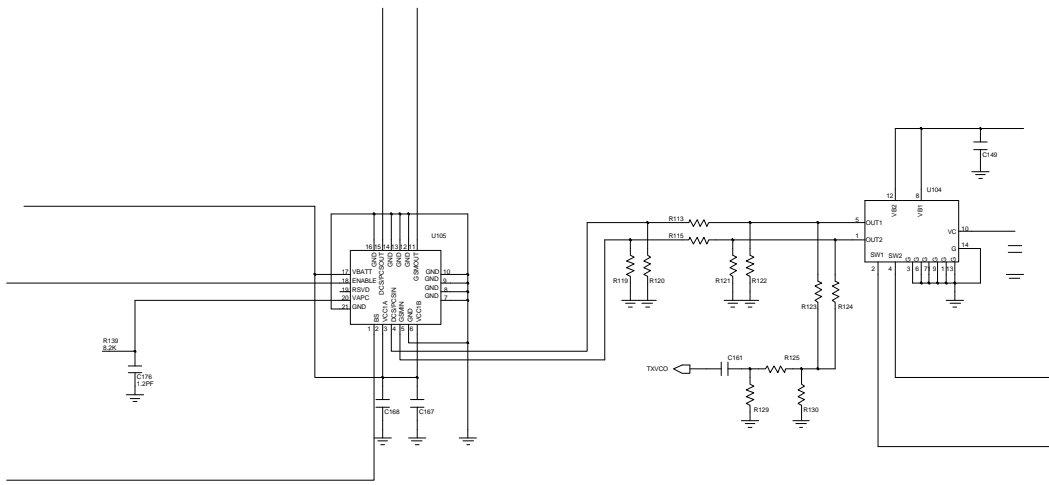 C149
12
8
U104
VB2
VB1
R113
5
OUT1
VC
10
U105
R115
1
OUT2
G
14
16
15
14
13
12
11
GND
DCS/PCSOUT
GND
GND
GND
GSMOUT
SW1
SW2
G
G
G
G
G
G
2
4
3
6
7
9
1
13
17
VBATT
GND
10
18
ENABLE
GND
9
19
RSVD
GND
8
20
VAPC
GND
7
21
GND
BS
VCC1A
DCS/PCSIN
GSMIN
GND
VCC1B
1
2
3
4
5
6
R119
R120
R121
R122
R123
R124
R139
8.2K
C176
1.2PF
TXVCO
C161
R125
R129
R130
C168
C167